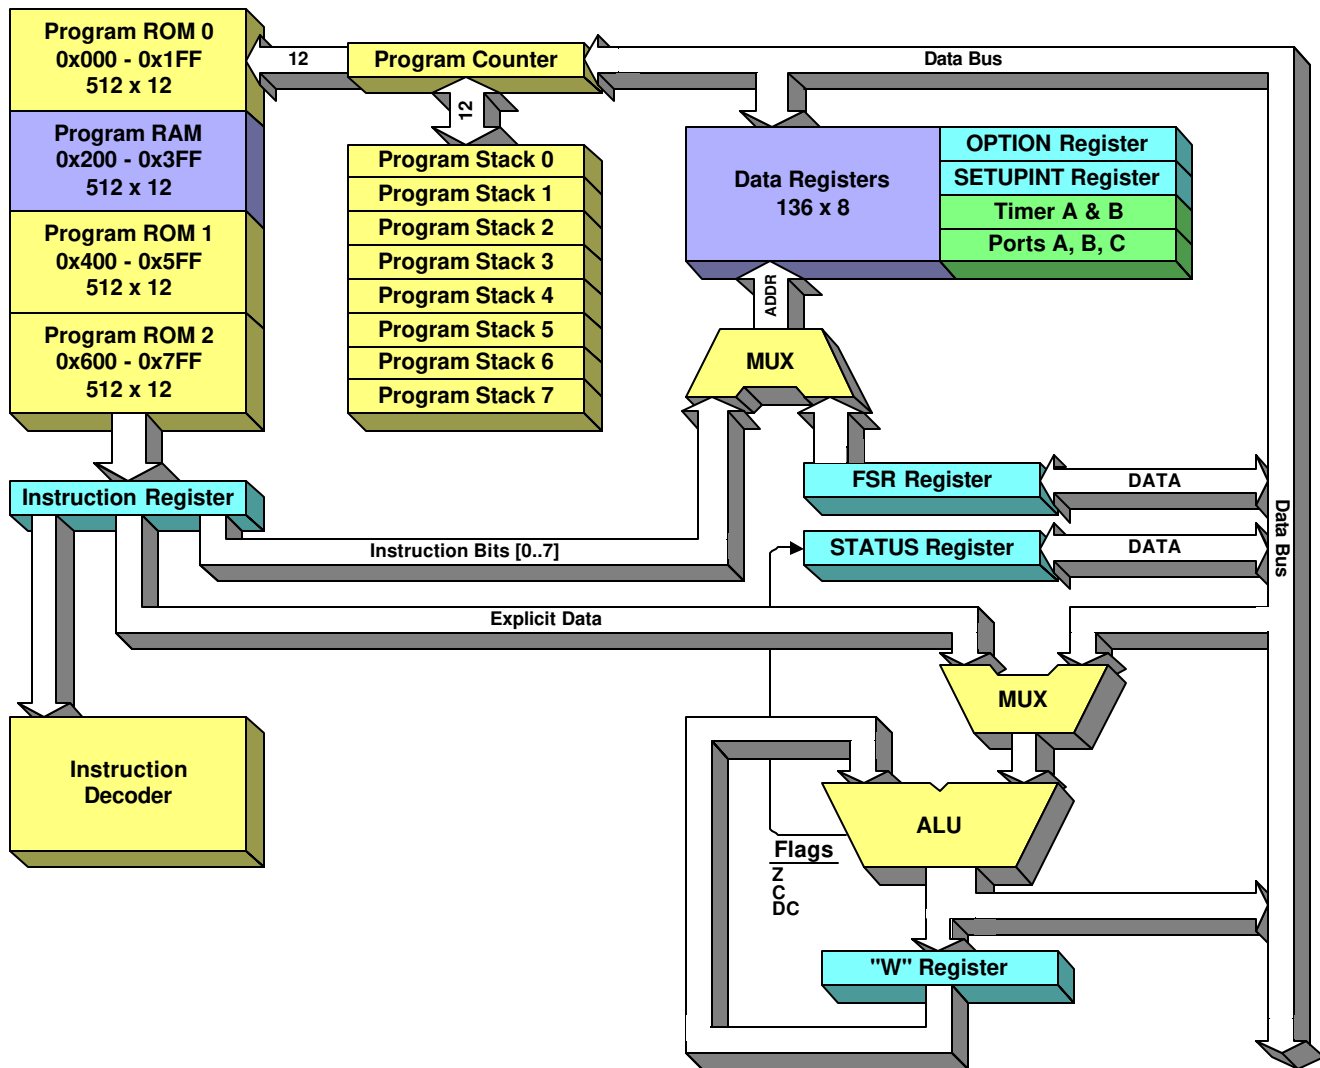 Program ROM 0
0x000 - 0x1FF
512 x 12
Program RAM
0x200 - 0x3FF
512 x 12
Program ROM 1
0x400 - 0x5FF
512 x 12
Program ROM 2
0x600 - 0x7FF
512 x 12
12
Program Counter
12
Program Stack 0
Program Stack 1
Program Stack 2
Program Stack 3
Program Stack 4
Program Stack 5
Program Stack 6
Program Stack 7
Data Bus
Data Registers
136 x 8
OPTION Register
SETUPINT Register
Timer A & B
Ports A, B, C
ADDR
MUX
FSR Register
DATA
STATUS Register
DATA
Data Bus
Instruction Register
Instruction Bits [0..7]
Explicit Data
MUX
Instruction
Decoder
ALU
Flags
Z
C
DC
"W" Register